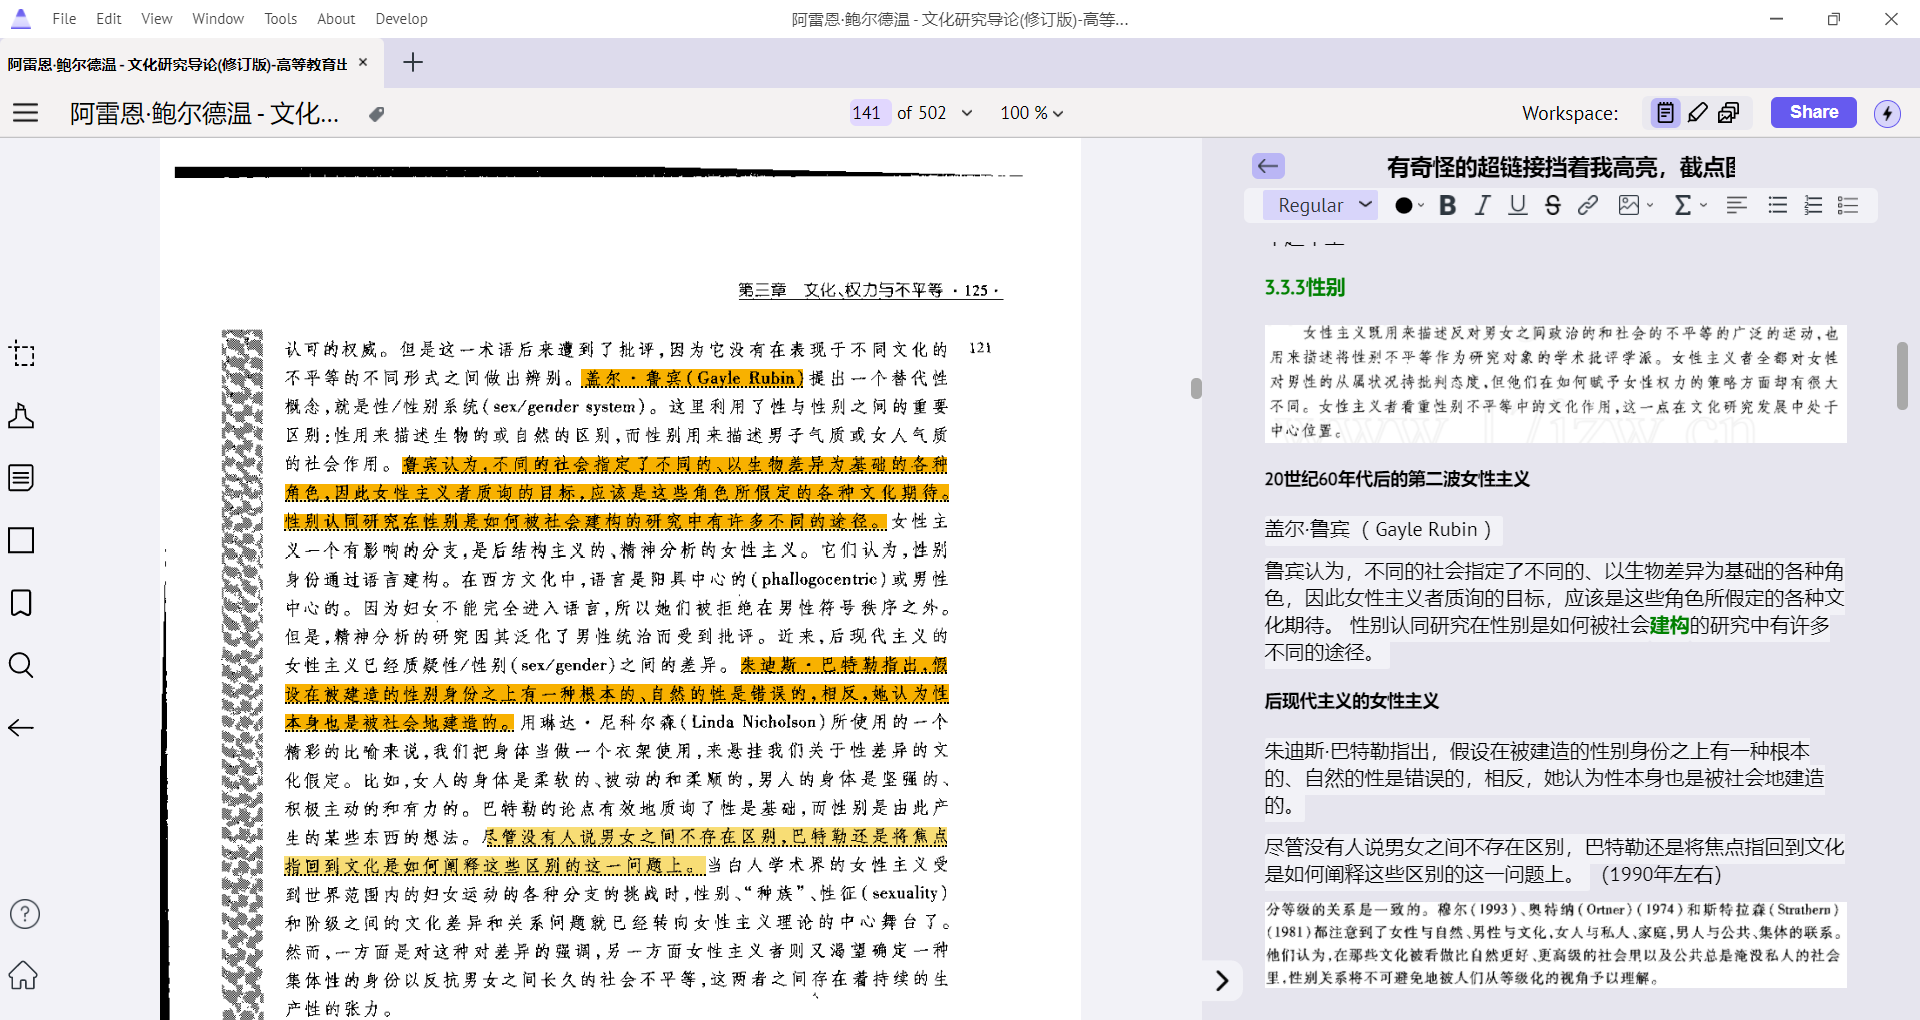 File Edit View Window Tools About Develop
阿雷恩·鲍尔德温 - 文化研究导论(修订版)-高等...
阿雷恩·鲍尔德温 - 文化研究导论(修订版)-高等教育出
阿雷恩·鲍尔德温 - 文化...
141 of 502
100 %
Workspace:
Share
第三章 文化、权力与不平等 · 125 ·
认可的权威。但是这一术语后来遭到了批评,因为它没有在表现于不同文化的 121
不平等的不同形式之间做出辨别。盖尔·鲁宾(Gayle Rubin)提出一个替代性
概念,就是性/性别系统(sex/gender system)。这里利用了性与性别之间的重要
区别:性用来描述生物的或自然的区别,而性别用来描述男子气质或女人气质
的社会作用。鲁宾认为,不同的社会指定了不同的、以生物差异为基础的各种
角色,因此女性主义者质询的目标,应该是这些角色所假定的各种文化期待。
性别认同研究在性别是如何被社会建构的研究中有许多不同的途径。女性主
义一个有影响的分支,是后结构主义的、精神分析的女性主义。它们认为,性别
身份通过语言建构。在西方文化中,语言是阳具中心的(phallogocentric)或男性
中心的。因为妇女不能完全进入语言,所以她们被拒绝在男性符号秩序之外。
但是,精神分析的研究因其泛化了男性统治而受到批评。近来,后现代主义的
女性主义已经质疑性/性别(sex/gender)之间的差异。朱迪斯·巴特勒指出,假
设在被建造的性别身份之上有一种根本的、自然的性是错误的,相反,她认为性
本身也是被社会地建造的。用琳达·尼科尔森(Linda Nicholson)所使用的一个
精彩的比喻来说,我们把身体当做一个衣架使用,来悬挂我们关于性差异的文
化假定。比如,女人的身体是柔软的、被动的和柔顺的,男人的身体是坚强的、
积极主动的和有力的。巴特勒的论点有效地质询了性是基础,而性别是由此产
生的某些东西的想法。尽管没有人说男女之间不存在区别,巴特勒还是将焦点
指回到文化是如何阐释这些区别的这一问题上。当白人学术界的女性主义受
到世界范围内的妇女运动的各种分支的挑战时,性别、“种族”、性征(sexuality)
和阶级之间的文化差异和关系问题就已经转向女性主义理论的中心舞台了。
然而,一方面是对这种对差异的强调,另一方面女性主义者则又渴望确定一种
集体性的身份以反抗男女之间长久的社会不平等,这两者之间存在着持续的生
产性的张力。
有奇怪的超链接挡着我高亮，截点图
Regular
3.3.3性别
女性主义既用来描述反对男女之间政治的和社会的不平等的广泛的运动,也
用来描述将性别不平等作为研究对象的学术批评学派。女性主义者全都对女性
对男性的从属状况持批判态度,但他们在如何赋予女性权力的策略方面却有很大
不同。女性主义者看重性别不平等中的文化作用,这一点在文化研究发展中处于
中心位置。
20世纪60年代后的第二波女性主义
盖尔·鲁宾（ Gayle Rubin ）
鲁宾认为，不同的社会指定了不同的、以生物差异为基础的各种角
色，因此女性主义者质询的目标，应该是这些角色所假定的各种文
化期待。 性别认同研究在性别是如何被社会建构的研究中有许多
不同的途径。
后现代主义的女性主义
朱迪斯·巴特勒指出，假设在被建造的性别身份之上有一种根本
的、自然的性是错误的，相反，她认为性本身也是被社会地建造
的。
尽管没有人说男女之间不存在区别，巴特勒还是将焦点指回到文化
是如何阐释这些区别的这一问题上。 （1990年左右）
分等级的关系是一致的。穆尔(1993)、奥特纳(Ortner)(1974)和斯特拉森(Strathern)
(1981)都注意到了女性与自然、男性与文化,女人与私人、家庭,男人与公共、集体的联系。
他们认为,在那些文化被看做比自然更好、更高级的社会里以及公共总是淹没私人的社会
里,性别关系将不可避免地被人们从等级化的视角予以理解。